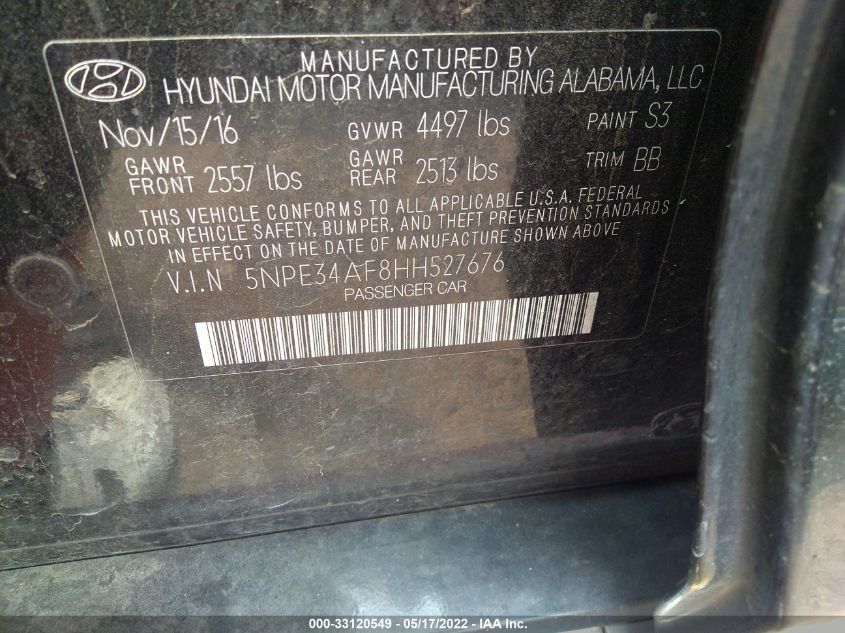 MANUFACTURED BY
HYUNDAI MOTOR MANUFACTURING ALABAMA, LLC
Nov/15/16 GVWR 4497 lbs PAINT S3
GAWR FRONT 2557 lbs GAWR REAR 2513 lbs TRIM BB
THIS VEHICLE CONFORMS TO ALL APPLICABLE U.S.A. FEDERAL
MOTOR VEHICLE SAFETY, BUMPER, AND THEFT PREVENTION STANDARDS
IN EFFECT ON THE DATE OF MANUFACTURE SHOWN ABOVE
V.I.N 5NPE34AF8HH527676
PASSENGER CAR
000-33120549 - 05/17/2022 - IAA Inc.